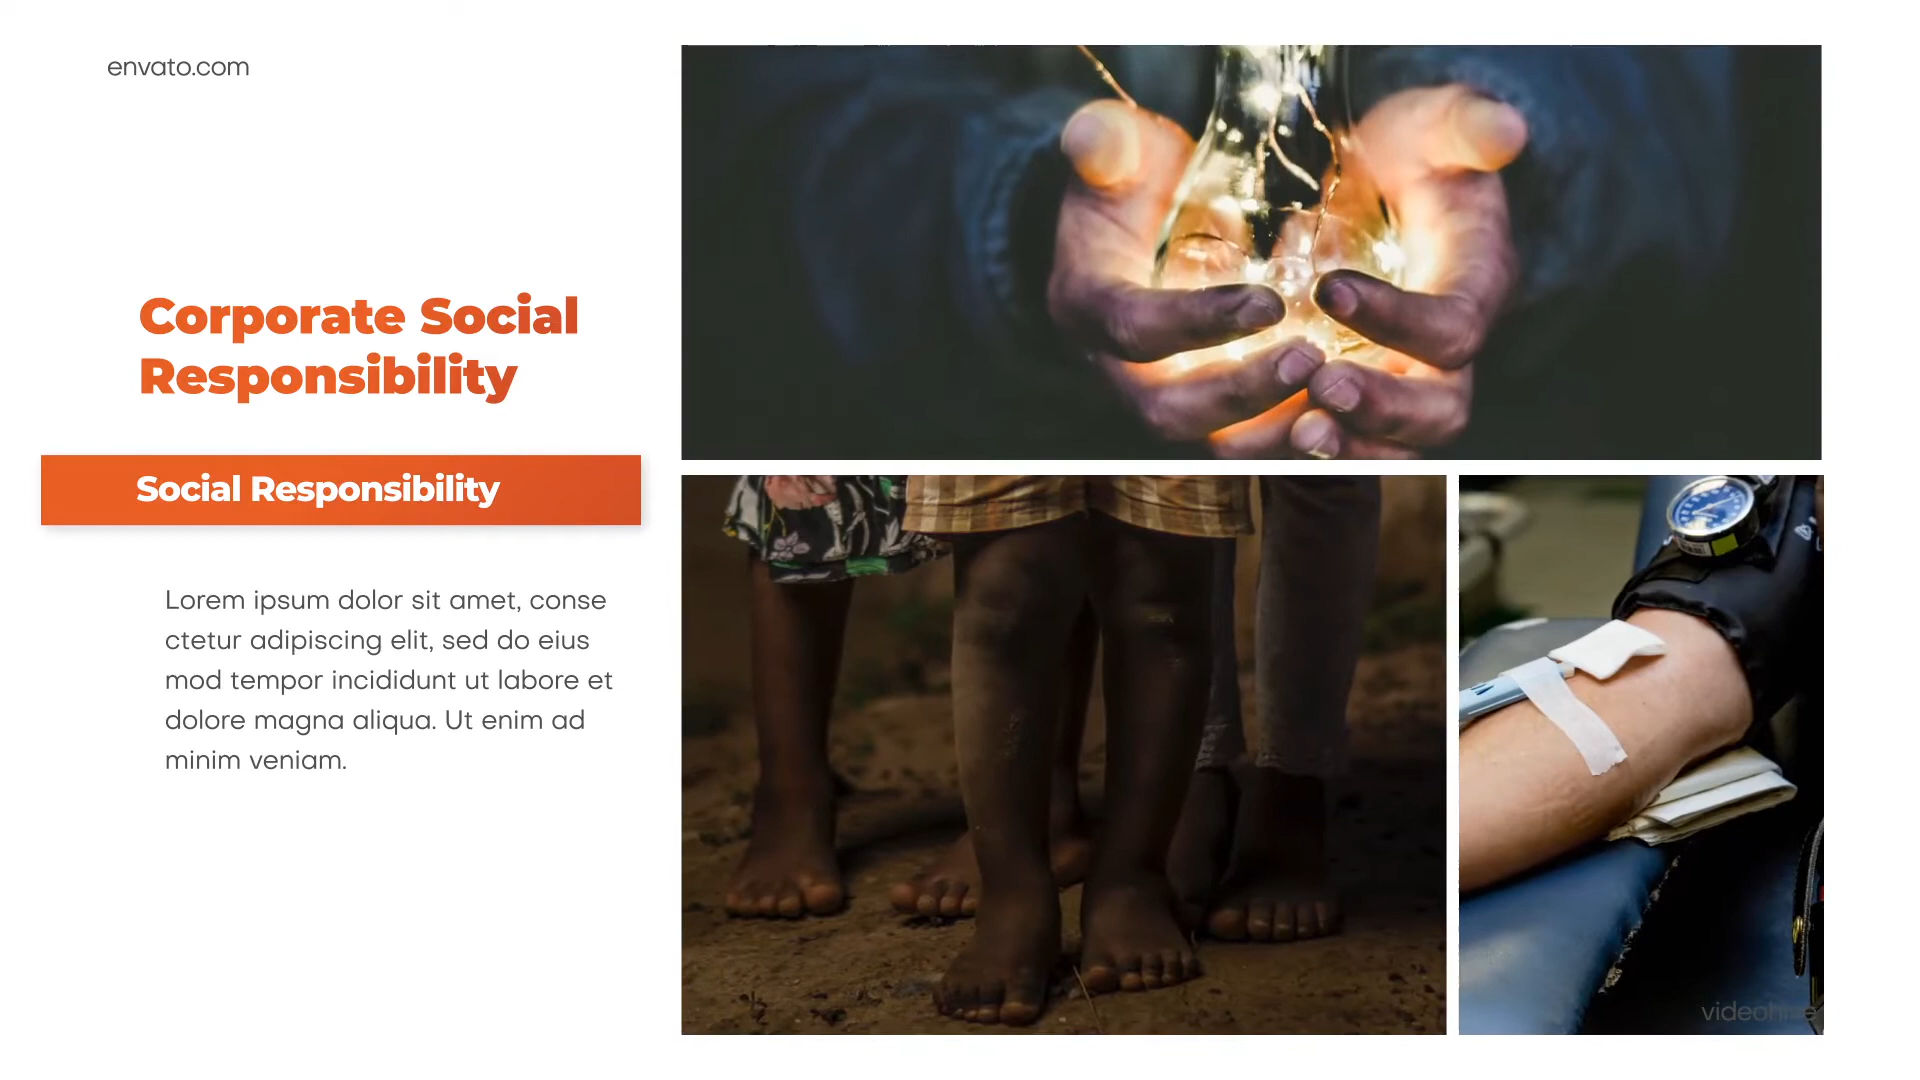 envato.com
Corporate Social
Responsibility
Social Responsibility
Lorem ipsum dolor sit amet, conse
ctetur adipiscing elit, sed do eius
mod tempor incididunt ut labore et
dolore magna aliqua. Ut enim ad
minim veniam.
videohive